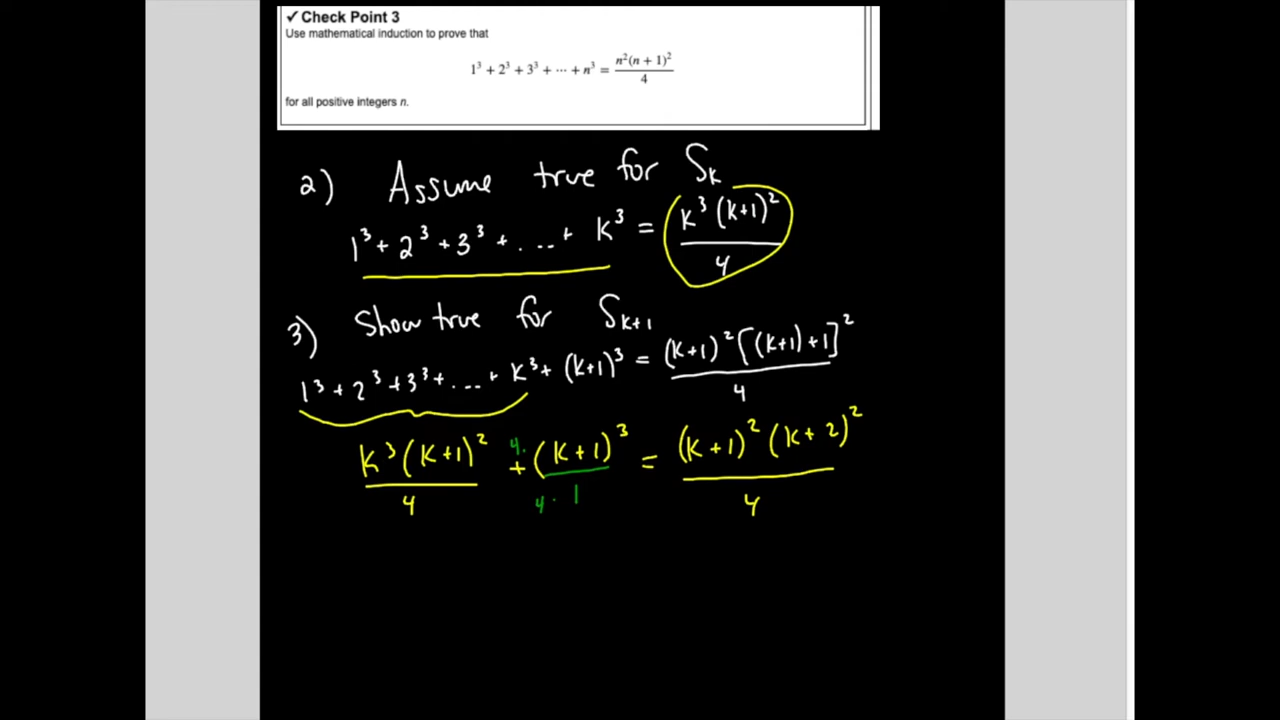 ✓ Check Point 3
Use mathematical induction to prove that
1³ + 2³ + 3³ + ··· + n³ = n²(n + 1)²/4
for all positive integers n.
2) Assume true for Sₖ
1³ + 2³ + 3³ + . ... + k³ = k³(k+1)²/4
3) Show true for Sₖ₊₁
1³ + 2³ + 3³ + . ... + k³ + (k+1)³ = (k+1)²[(k+1)+1]²/4
k³(k+1)²/4 + 4·(k+1)³/4·1 = (k+1)²(k+2)²/4